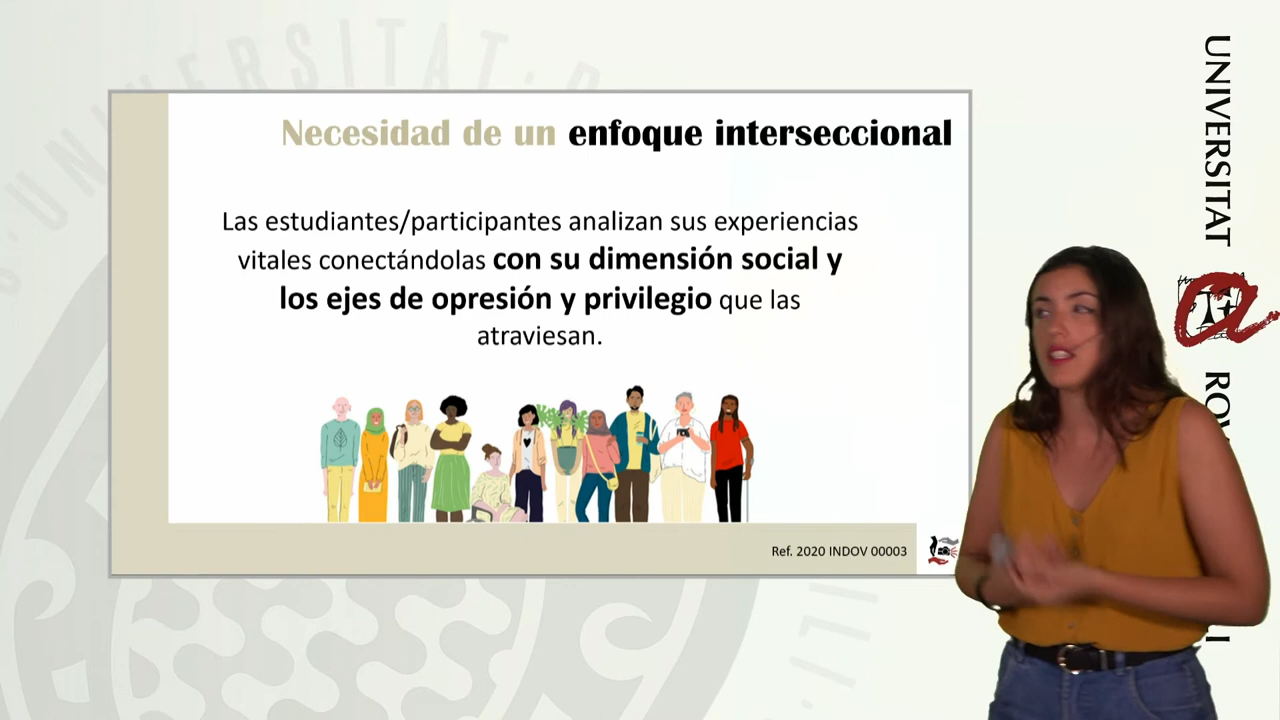 Necesidad de un enfoque interseccional
Las estudiantes/participantes analizan sus experiencias
vitales conectándolas con su dimensión social y
los ejes de opresión y privilegio que las
atraviesan.
Ref. 2020 INDOV 00003
UNIVERSITAT